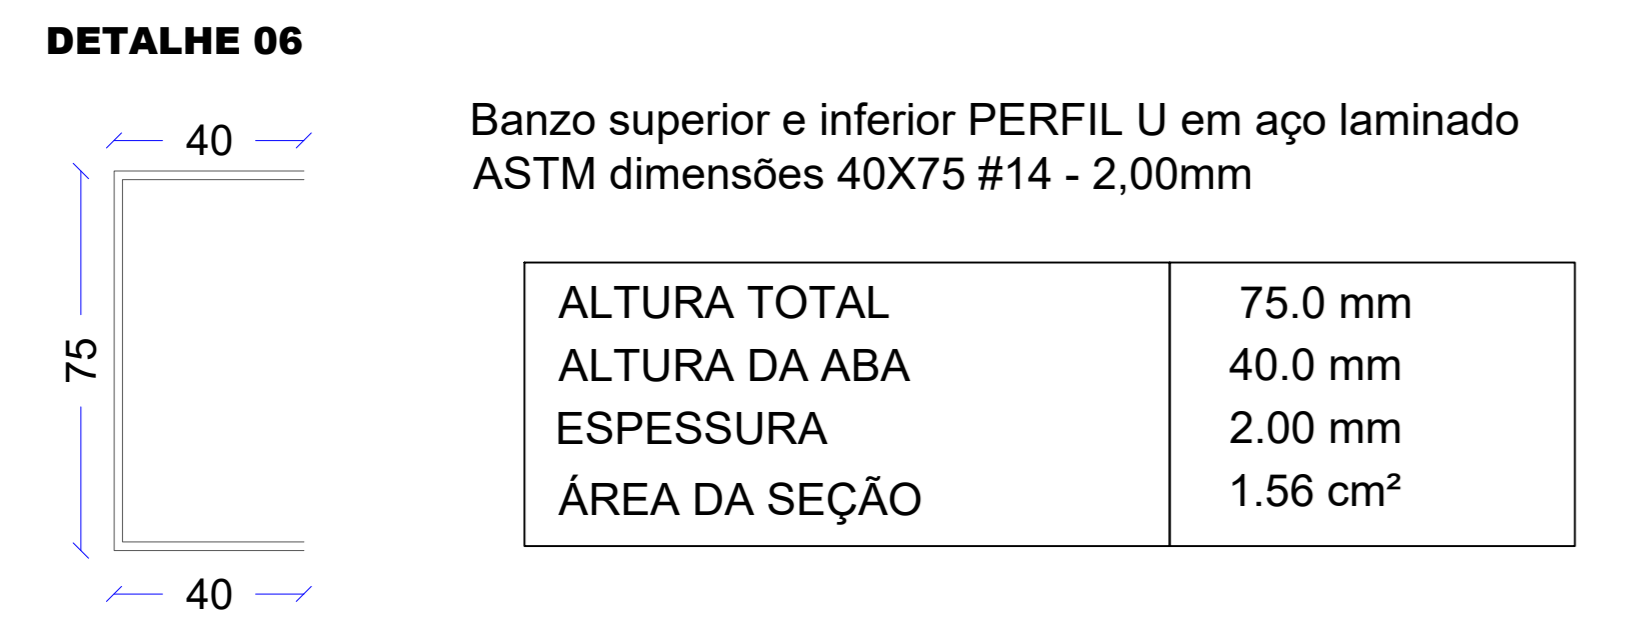 DETALHE 06
Banzo superior e inferior PERFIL U em aço laminado
ASTM dimensões 40X75 #14 - 2,00mm
40
75
40
ALTURA TOTAL 75.0 mm
ALTURA DA ABA 40.0 mm
ESPESSURA 2.00 mm
ÁREA DA SEÇÃO 1.56 cm²